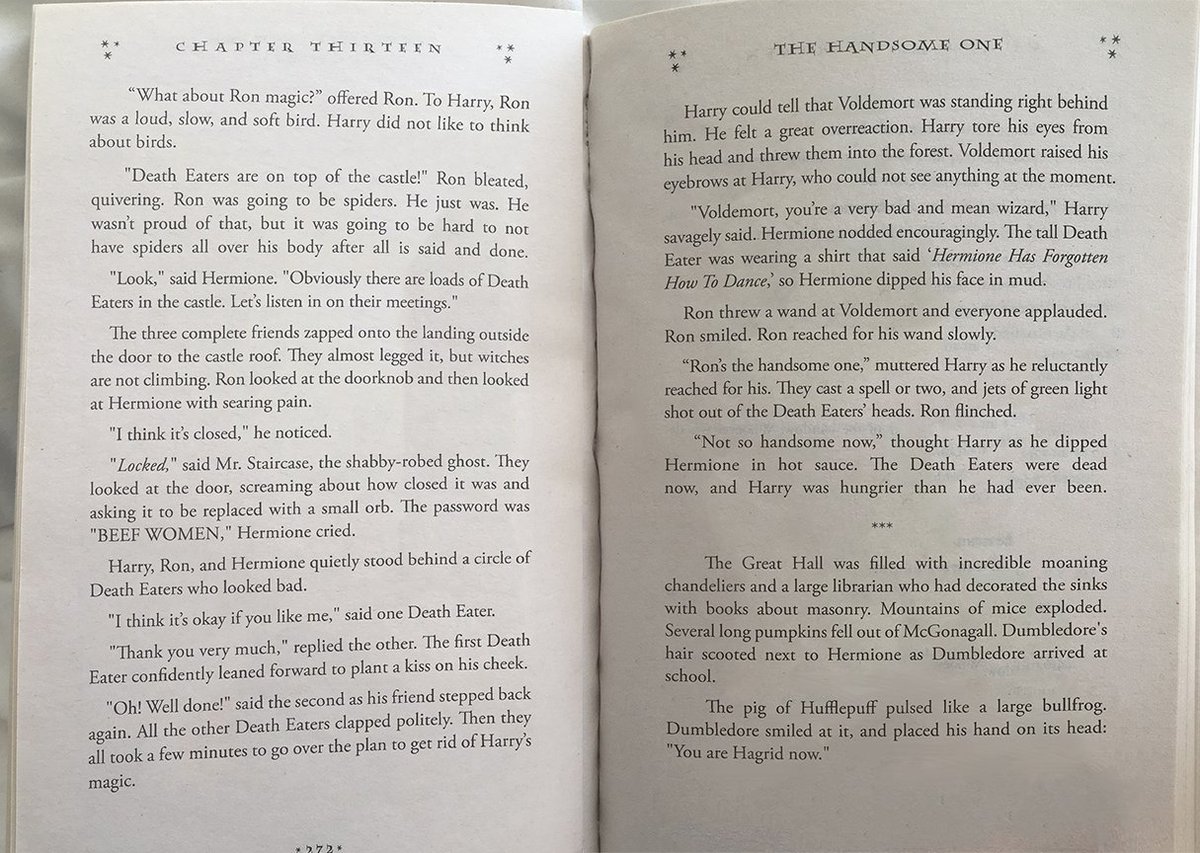 CHAPTER THIRTEEN
“What about Ron magic?” offered Ron. To Harry, Ron
was a loud, slow, and soft bird. Harry did not like to think
about birds.
"Death Eaters are on top of the castle!" Ron bleated,
quivering. Ron was going to be spiders. He just was. He
wasn’t proud of that, but it was going to be hard to not
have spiders all over his body after all is said and done.
"Look," said Hermione. "Obviously there are loads of Death
Eaters in the castle. Let’s listen in on their meetings."
The three complete friends zapped onto the landing outside
the door to the castle roof. They almost legged it, but witches
are not climbing. Ron looked at the doorknob and then looked
at Hermione with searing pain.
"I think it’s closed," he noticed.
"Locked," said Mr. Staircase, the shabby-robed ghost. They
looked at the door, screaming about how closed it was and
asking it to be replaced with a small orb. The password was
"BEEF WOMEN," Hermione cried.
Harry, Ron, and Hermione quietly stood behind a circle of
Death Eaters who looked bad.
"I think it’s okay if you like me," said one Death Eater.
"Thank you very much," replied the other. The first Death
Eater confidently leaned forward to plant a kiss on his cheek.
"Oh! Well done!" said the second as his friend stepped back
again. All the other Death Eaters clapped politely. Then they
all took a few minutes to go over the plan to get rid of Harry’s
magic.
*272*
THE HANDSOME ONE
Harry could tell that Voldemort was standing right behind
him. He felt a great overreaction. Harry tore his eyes from
his head and threw them into the forest. Voldemort raised his
eyebrows at Harry, who could not see anything at the moment.
"Voldemort, you’re a very bad and mean wizard," Harry
savagely said. Hermione nodded encouragingly. The tall Death
Eater was wearing a shirt that said ‘Hermione Has Forgotten
How To Dance,’ so Hermione dipped his face in mud.
Ron threw a wand at Voldemort and everyone applauded.
Ron smiled. Ron reached for his wand slowly.
“Ron’s the handsome one,” muttered Harry as he reluctantly
reached for his. They cast a spell or two, and jets of green light
shot out of the Death Eaters’ heads. Ron flinched.
“Not so handsome now,” thought Harry as he dipped
Hermione in hot sauce. The Death Eaters were dead
now, and Harry was hungrier than he had ever been.
***
The Great Hall was filled with incredible moaning
chandeliers and a large librarian who had decorated the sinks
with books about masonry. Mountains of mice exploded.
Several long pumpkins fell out of McGonagall. Dumbledore's
hair scooted next to Hermione as Dumbledore arrived at
school.
The pig of Hufflepuff pulsed like a large bullfrog.
Dumbledore smiled at it, and placed his hand on its head:
"You are Hagrid now."